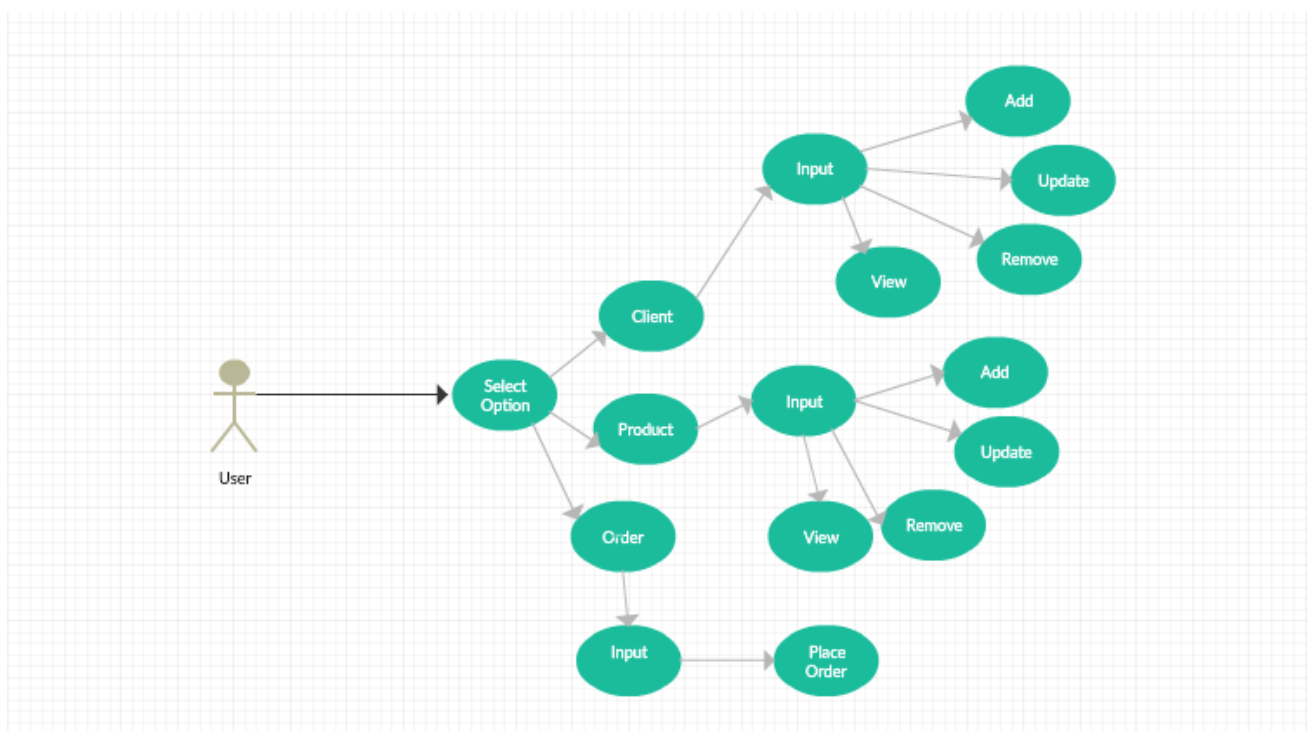 Add
Input
Update
Remove
View
Client
Select
Option
Product
Input
Add
Update
User
Order
View
Remove
Input
Place
Order